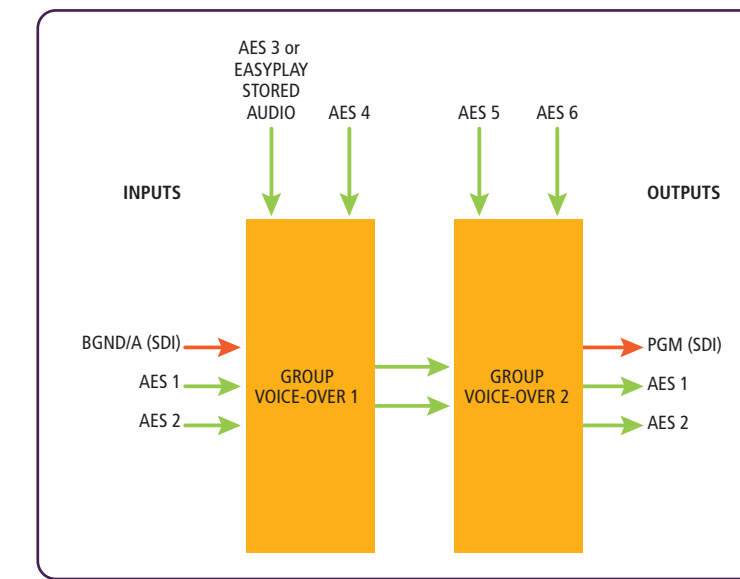 AES 3 or
EASYPLAY
STORED
AUDIO
AES 4
AES 5
AES 6
INPUTS
OUTPUTS
BGND/A (SDI)
AES 1
AES 2
GROUP
VOICE-OVER 1
GROUP
VOICE-OVER 2
PGM (SDI)
AES 1
AES 2